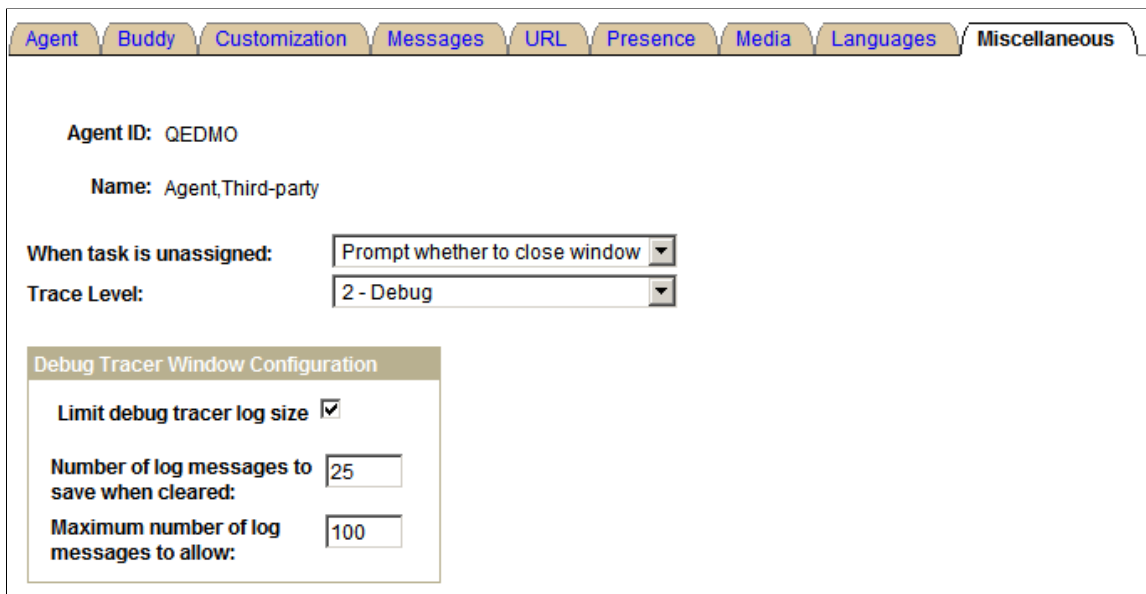 Agent Buddy Customization Messages URL Presence Media Languages Miscellaneous
Agent ID: QEDMO
Name: Agent,Third-party
When task is unassigned: Prompt whether to close window
Trace Level: 2 - Debug
Debug Tracer Window Configuration
Limit debug tracer log size
Number of log messages to 25
save when cleared:
Maximum number of log 100
messages to allow: